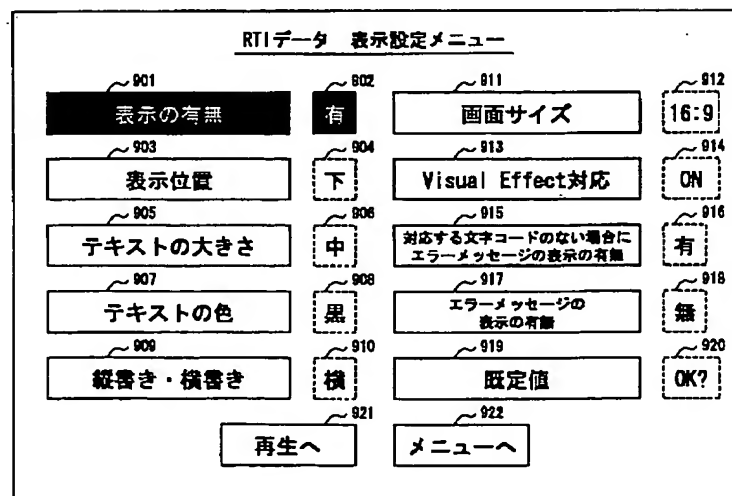 RTIデータ 表示設定メニュー
901 902 911 912
表示の有無 有 画面サイズ 16:9
903 904 913 914
表示位置 下 Visual Effect対応 ON
905 906 915 916
テキストの大きさ 中 対応する文字コードのない場合に
エラーメッセージの表示の有無 有
907 908 917 918
テキストの色 黒 エラーメッセージの
表示の有無 無
909 910 919 920
縦書き・横書き 横 既定値 OK?
921 922
再生へ メニューへ